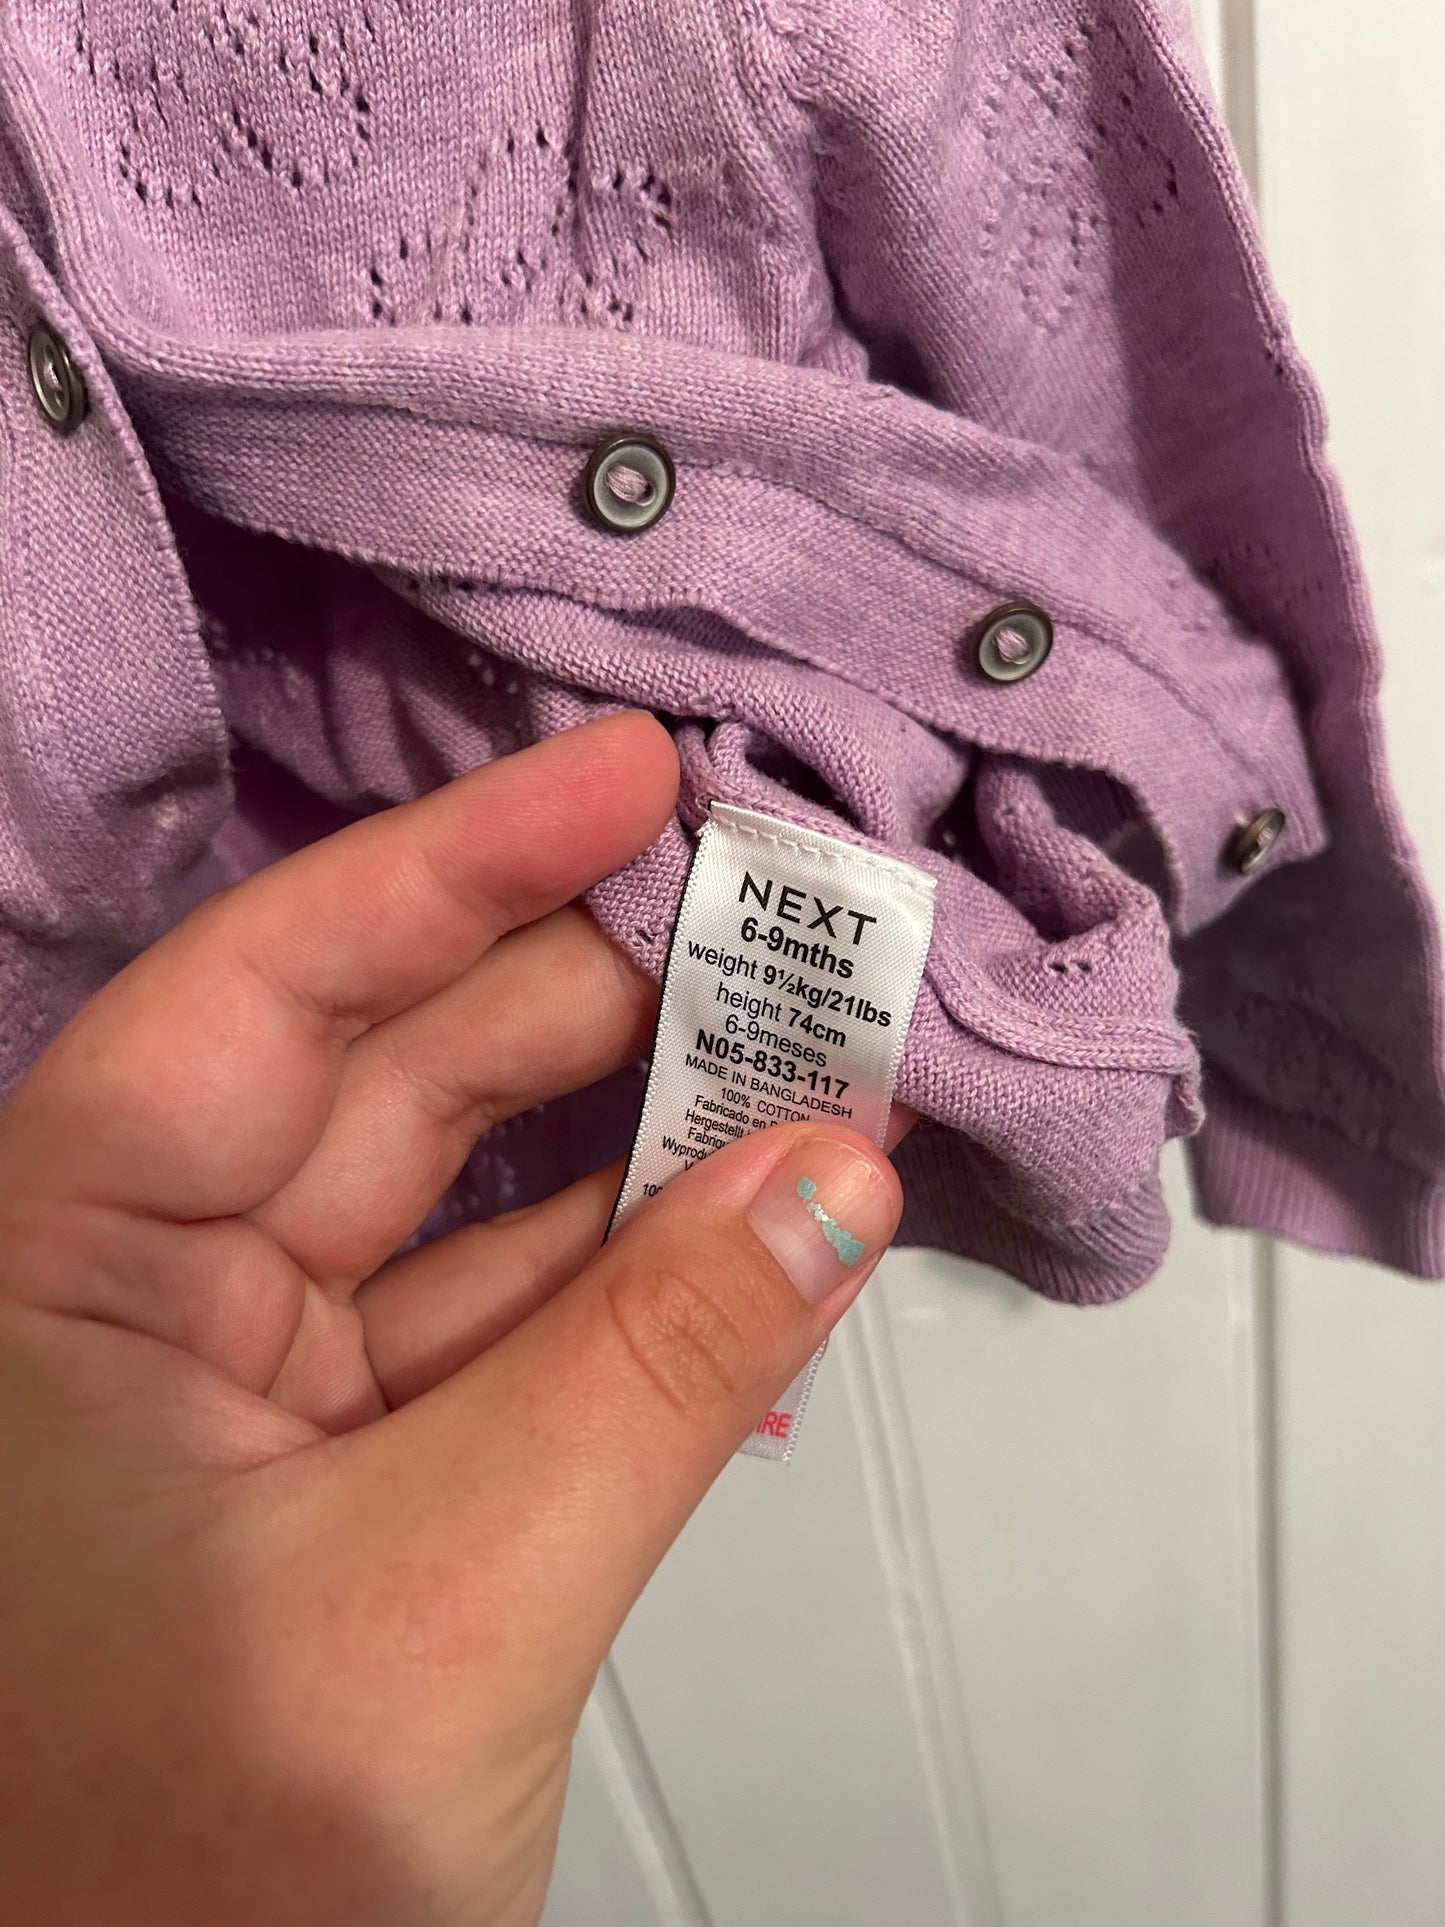 NEXT
6-9mths
weight 9½kg/21lbs
height 74cm
6-9meses
N05-833-117
MADE IN BANGLADESH
100% COTTON
Fabricado en
Hergestellt